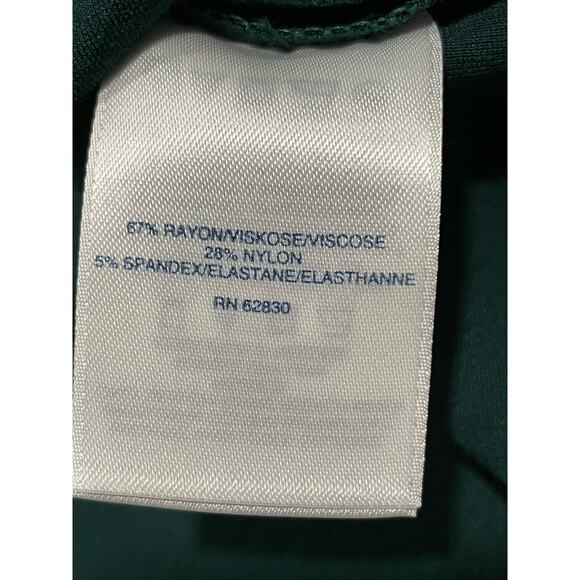 67% RAYON/VISKOSE/VISCOSE
28% NYLON
5% SPANDEX/ELASTANE/ELASTHANNE
RN 62830